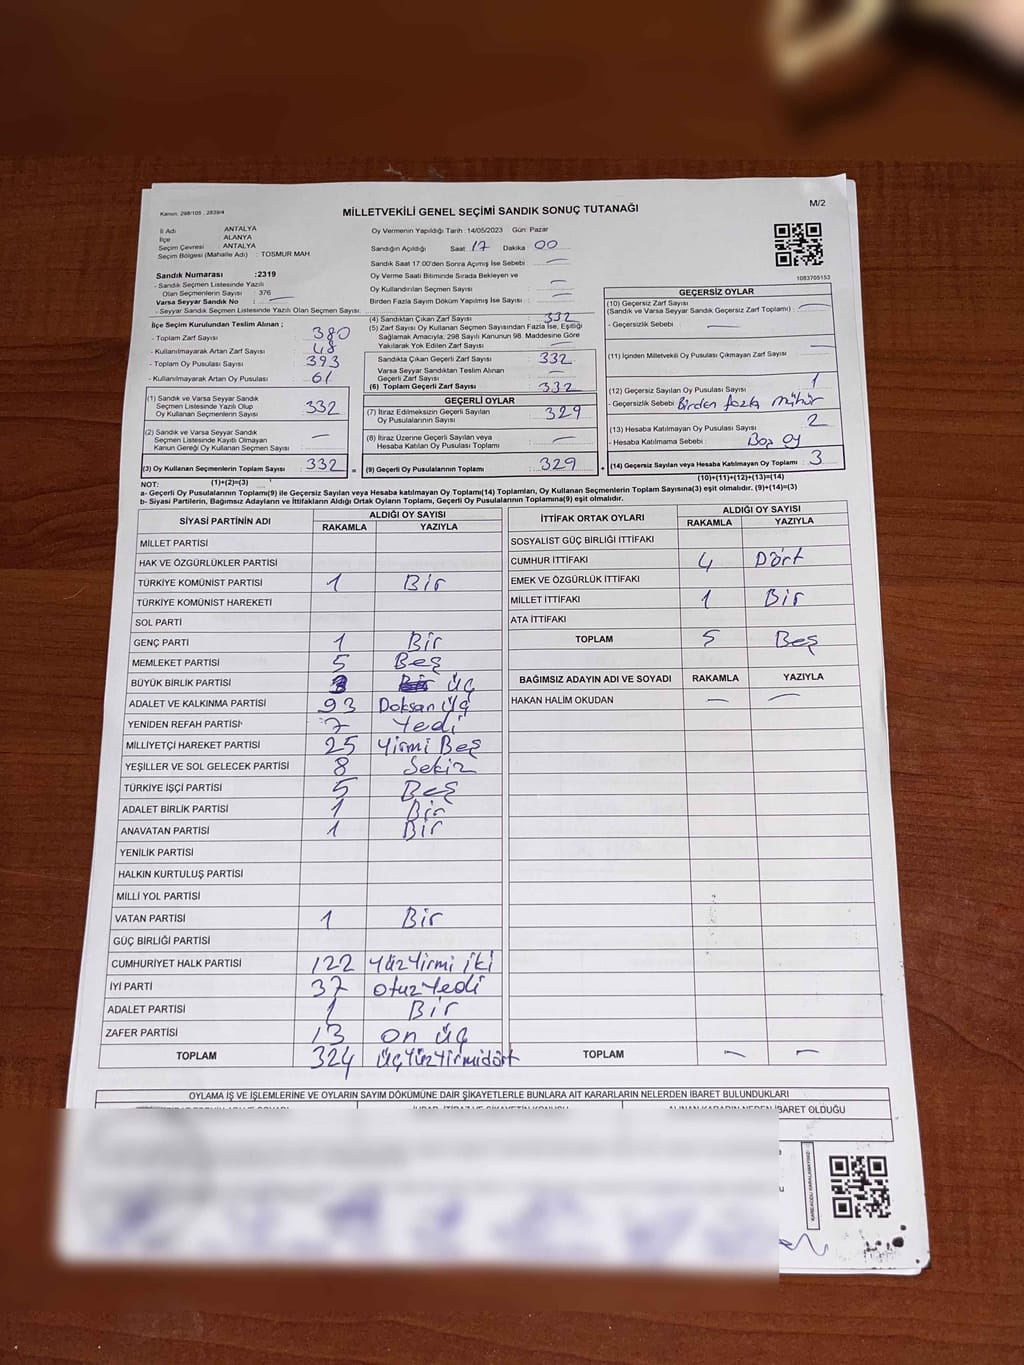 Kanun: 298/105 , 2839/4
MİLLETVEKİLİ GENEL SEÇİMİ SANDIK SONUÇ TUTANAĞI
M/2
İl Adı ANTALYA
İlçe ALANYA
Seçim Çevresi ANTALYA
Seçim Bölgesi (Mahalle Adı) : TOSMUR MAH
Sandık Numarası :2319
- Sandık Seçmen Listesinde Yazılı
Olan Seçmenlerin Sayısı : 376
Varsa Seyyar Sandık No : —
- Seyyar Sandık Seçmen Listesinde Yazılı Olan Seçmen Sayısı:
Oy Vermenin Yapıldığı Tarih : 14/05/2023 Gün: Pazar
Sandığın Açıldığı Saat: 17 Dakika : 00
Sandık Saat 17:00'den Sonra Açımış İse Sebebi : —
Oy Verme Saati Bitiminde Sırada Bekleyen ve
Oy Kullandırılan Seçmen Sayısı : —
Birden Fazla Sayım Döküm Yapılmış İse Sayısı : —
1083705153
İlçe Seçim Kurulundan Teslim Alınan ;
- Toplam Zarf Sayısı : 380
- Kullanılmayarak Artan Zarf Sayısı : 48
- Toplam Oy Pusulası Sayısı : 393
- Kullanılmayarak Artan Oy Pusulası : 61
(1) Sandık ve Varsa Seyyar Sandık
Seçmen Listesinde Yazılı Olup
Oy Kullanan Seçmenlerin Sayısı : 332
(2) Varsa Sandık ve Seyyar Sandık
Seçmen Listesinde Kayıtlı Olmayan
Kanun Gereği Oy Kullanan Seçmen Sayısı : —
(3) Oy Kullanan Seçmenlerin Toplam Sayısı : 332 =
(1)+(2)=(3)
(4) Sandıktan Çıkan Zarf Sayısı : 332
(5) Zarf Sayısı Oy Kullanan Seçmen Sayısından Fazla İse, Eşitliği
Sağlamak Amacıyla, 298 Sayılı Kanunun 98. Maddesine Göre
Yakılarak Yok Edilen Zarf Sayısı : —
Sandıkta Çıkan Geçerli Zarf Sayısı : 332
Varsa Seyyar Sandıktan Teslim Alınan
Geçerli Zarf Sayısı :
(6) Toplam Geçerli Zarf Sayısı : 332
GEÇERLİ OYLAR
(7) İtiraz Edilmeksizin Geçerli Sayılan
Oy Pusulalarının Sayısı : 329
(8) İtiraz Üzerine Geçerli Sayılan veya
Hesaba Katılan Oy Pusulası Toplamı : —
(9) Geçerli Oy Pusulalarının Toplamı : 329 +
GEÇERSİZ OYLAR
(10) Geçersiz Zarf Sayısı
(Sandık ve Varsa Seyyar Sandık Geçersiz Zarf Toplamı) : —
- Geçersizlik Sebebi : —
(11) İçinden Milletvekili Oy Pusulası Çıkmayan Zarf Sayısı : —
(12) Geçersiz Sayılan Oy Pusulası Sayısı : 1
- Geçersizlik Sebebi : Birden fazla mühür
(13) Hesaba Katılmayan Oy Pusulası Sayısı : 2
- Hesaba Katılmama Sebebi : Boş oy
(14) Geçersiz Sayılan veya Hesaba Katılmayan Oy Toplamı : 3
(10)+(11)+(12)+(13)=(14)
NOT:
a- Geçerli Oy Pusulalarının Toplamı(9) ile Geçersiz Sayılan veya Hesaba katılmayan Oy Toplamı(14) Toplamları, Oy Kullanan Seçmenlerin Toplam Sayısına(3) eşit olmalıdır. (9)+(14)=(3)
b- Siyasi Partilerin, Bağımsız Adayların ve İttifakların Aldığı Ortak Oyların Toplamı, Geçerli Oy Pusulalarının Toplamına(9) eşit olmalıdır.
SİYASİ PARTİNİN ADI ALDIĞI OY SAYISI
RAKAMLA YAZIYLA
MİLLET PARTİSİ
HAK VE ÖZGÜRLÜKLER PARTİSİ
TÜRKİYE KOMÜNİST PARTİSİ 1 Bir
TÜRKİYE KOMÜNİST HAREKETİ
SOL PARTİ
GENÇ PARTİ 1 Bir
MEMLEKET PARTİSİ 5 Beş
BÜYÜK BİRLİK PARTİSİ 3 üç
ADALET VE KALKINMA PARTİSİ 93 Doksan üç
YENİDEN REFAH PARTİSİ 7 Yedi
MİLLİYETÇİ HAREKET PARTİSİ 25 Yirmi Beş
YEŞİLLER VE SOL GELECEK PARTİSİ 8 Sekiz
TÜRKİYE İŞÇİ PARTİSİ 5 Beş
ADALET BİRLİK PARTİSİ 1 Bir
ANAVATAN PARTİSİ 1 Bir
YENİLİK PARTİSİ
HALKIN KURTULUŞ PARTİSİ
MİLLİ YOL PARTİSİ
VATAN PARTİSİ 1 Bir
GÜÇ BİRLİĞİ PARTİSİ
CUMHURİYET HALK PARTİSİ 122 YüzYirmi iki
İYİ PARTİ 37 otuzYedi
ADALET PARTİSİ 1 Bir
ZAFER PARTİSİ 13 on üç
TOPLAM 324 üçYüzYirmidört
İTTİFAK ORTAK OYLARI ALDIĞI OY SAYISI
RAKAMLA YAZIYLA
SOSYALİST GÜÇ BİRLİĞİ İTTİFAKI
CUMHUR İTTİFAKI 4 Dört
EMEK VE ÖZGÜRLÜK İTTİFAKI
MİLLET İTTİFAKI 1 Bir
ATA İTTİFAKI
TOPLAM 5 Beş
BAĞIMSIZ ADAYIN ADI VE SOYADI RAKAMLA YAZIYLA
HAKAN HALİM OKUDAN — —
TOPLAM — —
OYLAMA İŞ VE İŞLEMLERİNE VE OYLARIN SAYIM DÖKÜMÜNE DAİR ŞİKAYETLERLE BUNLARA AİT KARARLARIN NELERDEN İBARET BULUNDUKLARI
ALINAN KARARIN NEDEN İBARET OLDUĞU